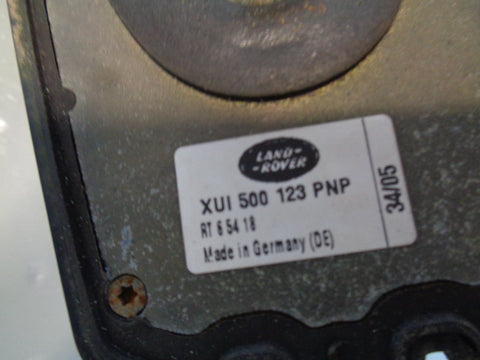 LAND-
-ROVER
XUI 500 123 PNP
RT 6 54 18
Made in Germany (DE)
34/05